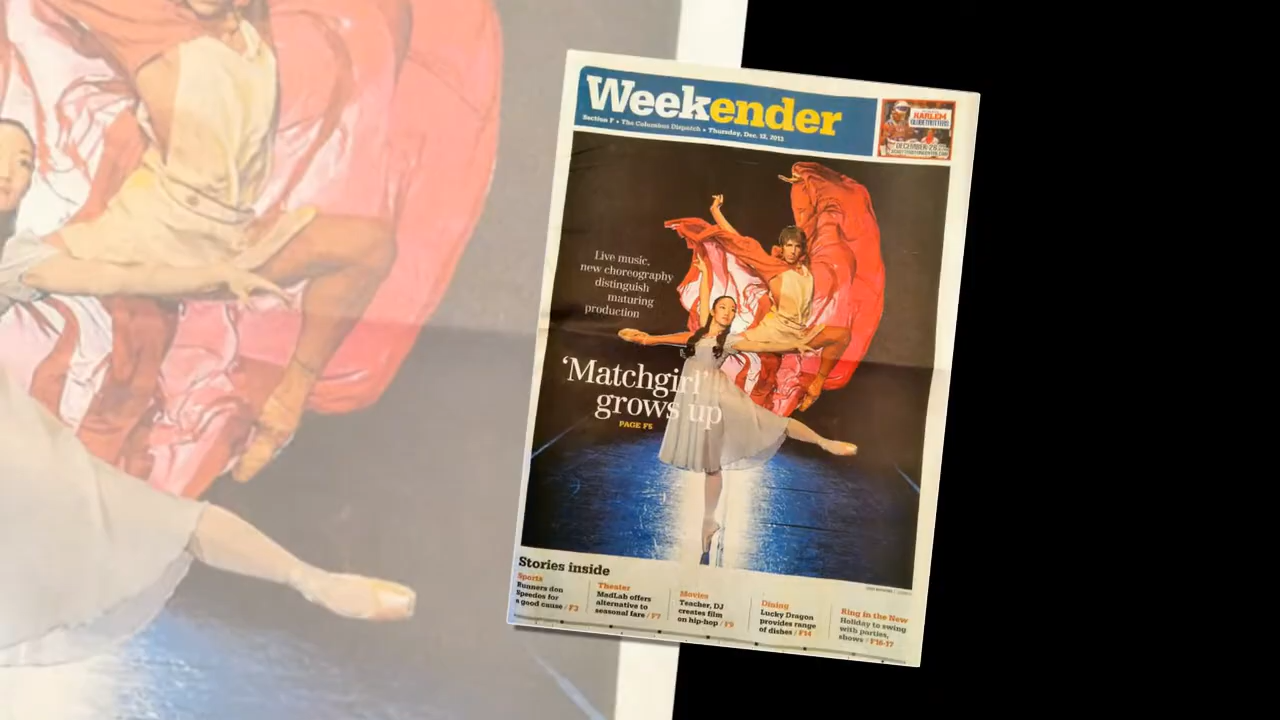 Weekender
Section F • The Columbus Dispatch • Thursday, Dec. 12, 2013
HARLEM
GLOBETROTTERS
Live music,
new choreography
distinguish
maturing
production
‘Matchgirl’
grows up
PAGE F5
Stories inside
Sports
Runners don
Speedos for
a good cause / F3
Theater
MadLab offers
alternative to
seasonal fare / F7
Movies
Teacher, DJ
creates film
on hip-hop / F9
Dining
Lucky Dragon
provides range
of dishes / F14
Ring in the New
Holiday to swing
with parties,
shows / F16-17